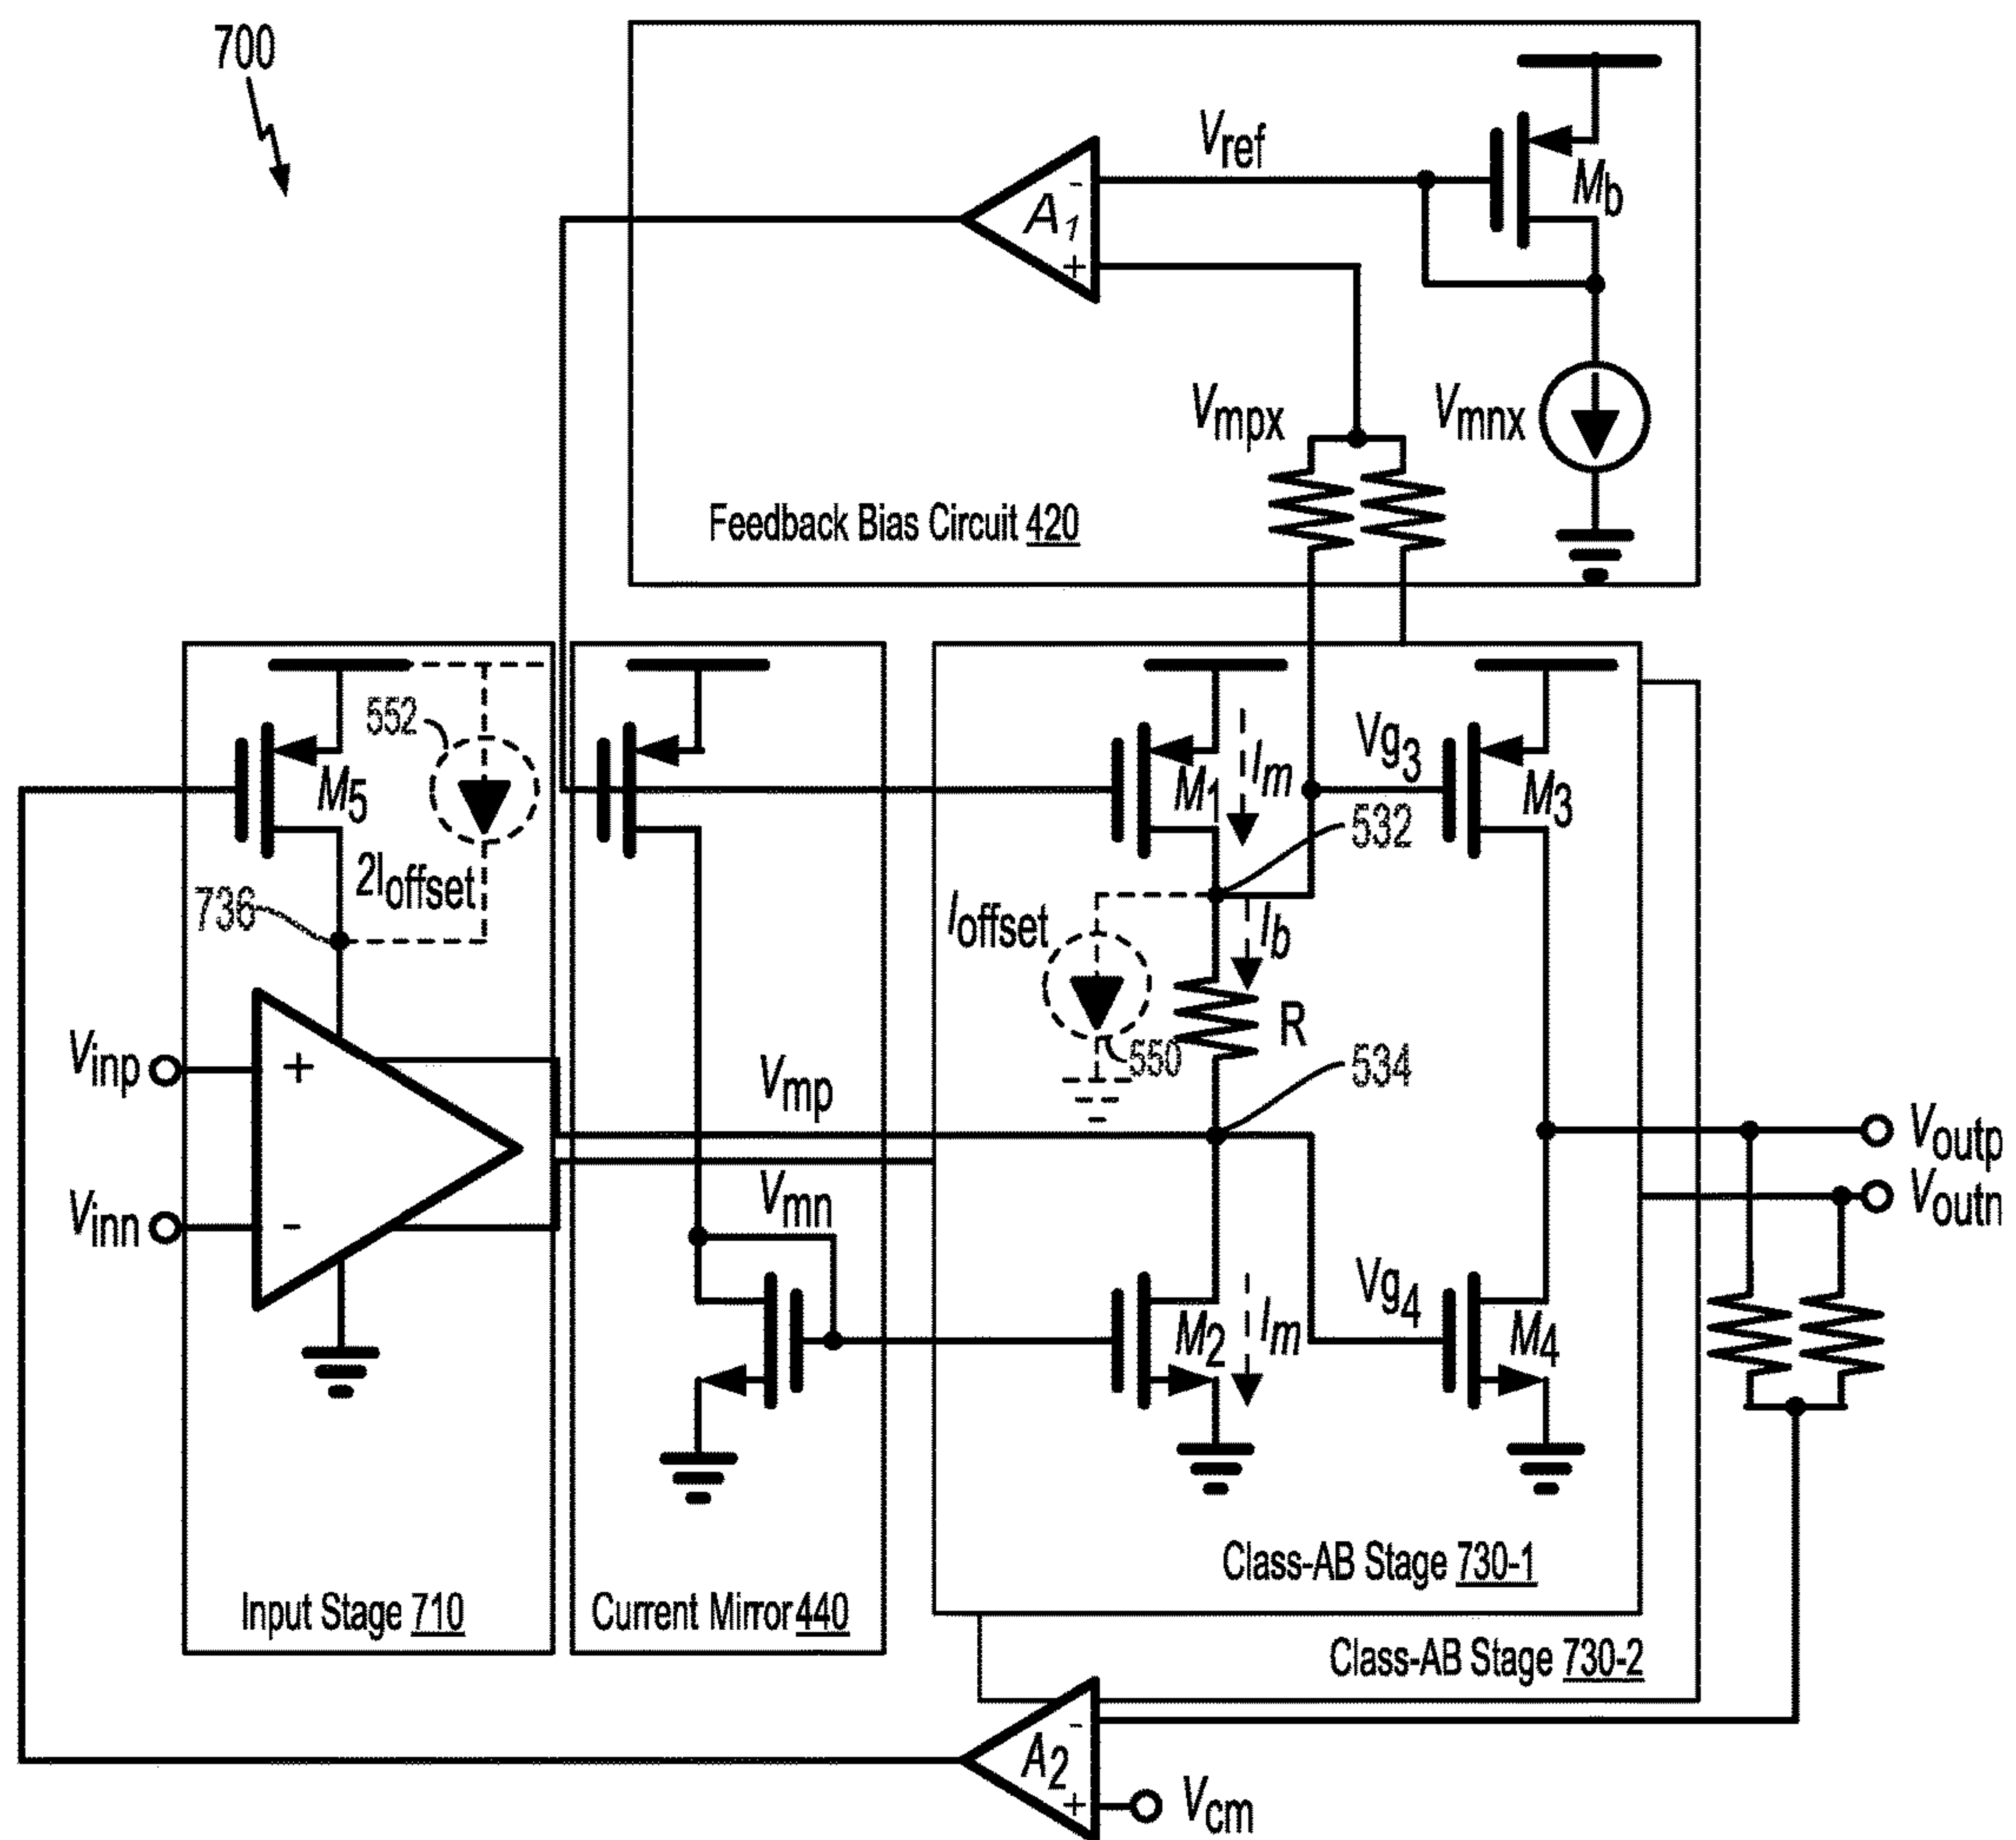 700
Vref
Mb
A1
-
+
Vmpx
Vmnx
Feedback Bias Circuit 420
552
M5
2Ioffset
736
M1
Im
Vg3
M3
532
Ioffset
Ib
R
550
534
Vinp
+
Vinn
-
Vmp
Vmn
Voutp
Voutn
M2
Im
Vg4
M4
Class-AB Stage 730-1
Input Stage 710
Current Mirror 440
Class-AB Stage 730-2
A2
-
+
Vcm